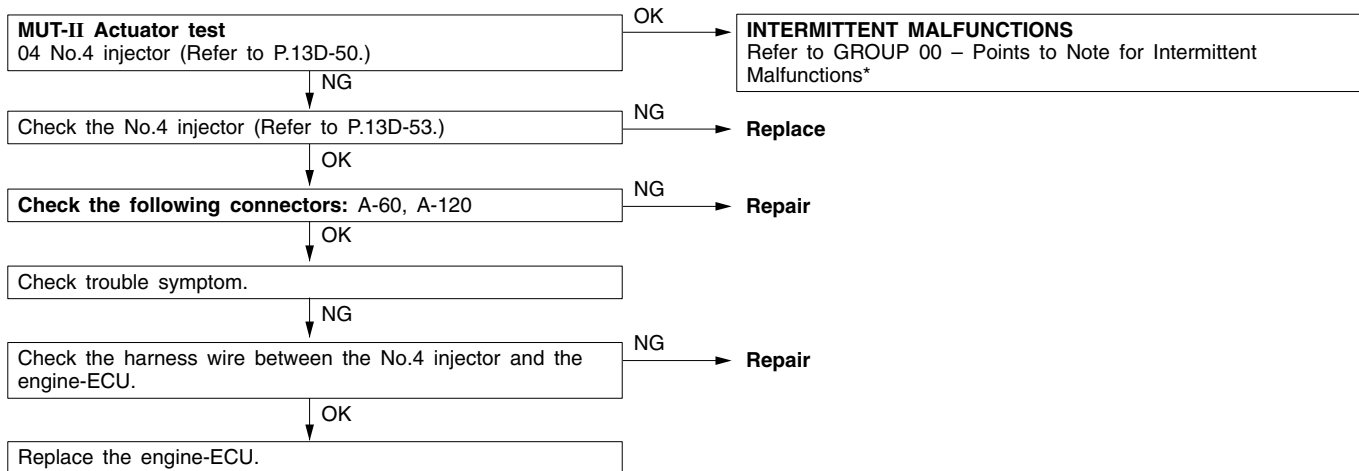 MUT-II Actuator test
04 No.4 injector (Refer to P.13D-50.)
OK
INTERMITTENT MALFUNCTIONS
Refer to GROUP 00 – Points to Note for Intermittent
Malfunctions*
NG
Check the No.4 injector (Refer to P.13D-53.)
NG
Replace
OK
Check the following connectors: A-60, A-120
NG
Repair
OK
Check trouble symptom.
NG
Check the harness wire between the No.4 injector and the
engine-ECU.
NG
Repair
OK
Replace the engine-ECU.